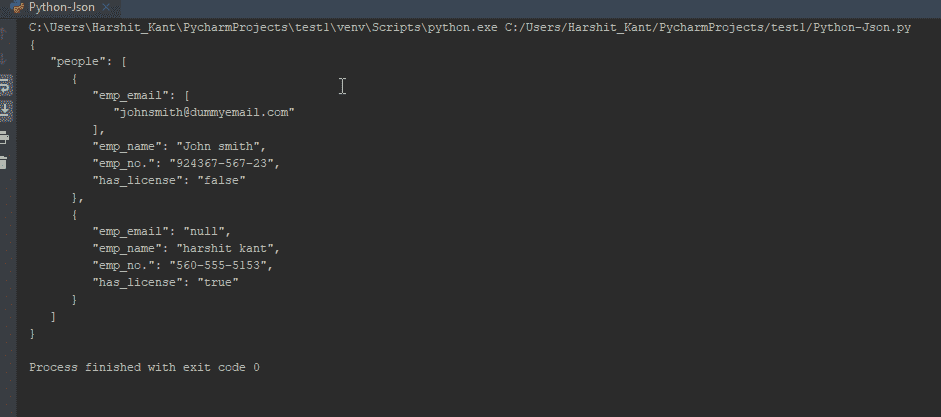 Python-Json
C:\Users\Harshit_Kant\PycharmProjects\test1\venv\Scripts\python.exe C:/Users/Harshit_Kant/PycharmProjects/test1/Python-Json.py
{
   "people": [
      {
         "emp_email": [
            "johnsmith@dummyemail.com"
         ],
         "emp_name": "John smith",
         "emp_no.": "924367-567-23",
         "has_license": "false"
      },
      {
         "emp_email": "null",
         "emp_name": "harshit kant",
         "emp_no.": "560-555-5153",
         "has_license": "true"
      }
   ]
}
Process finished with exit code 0